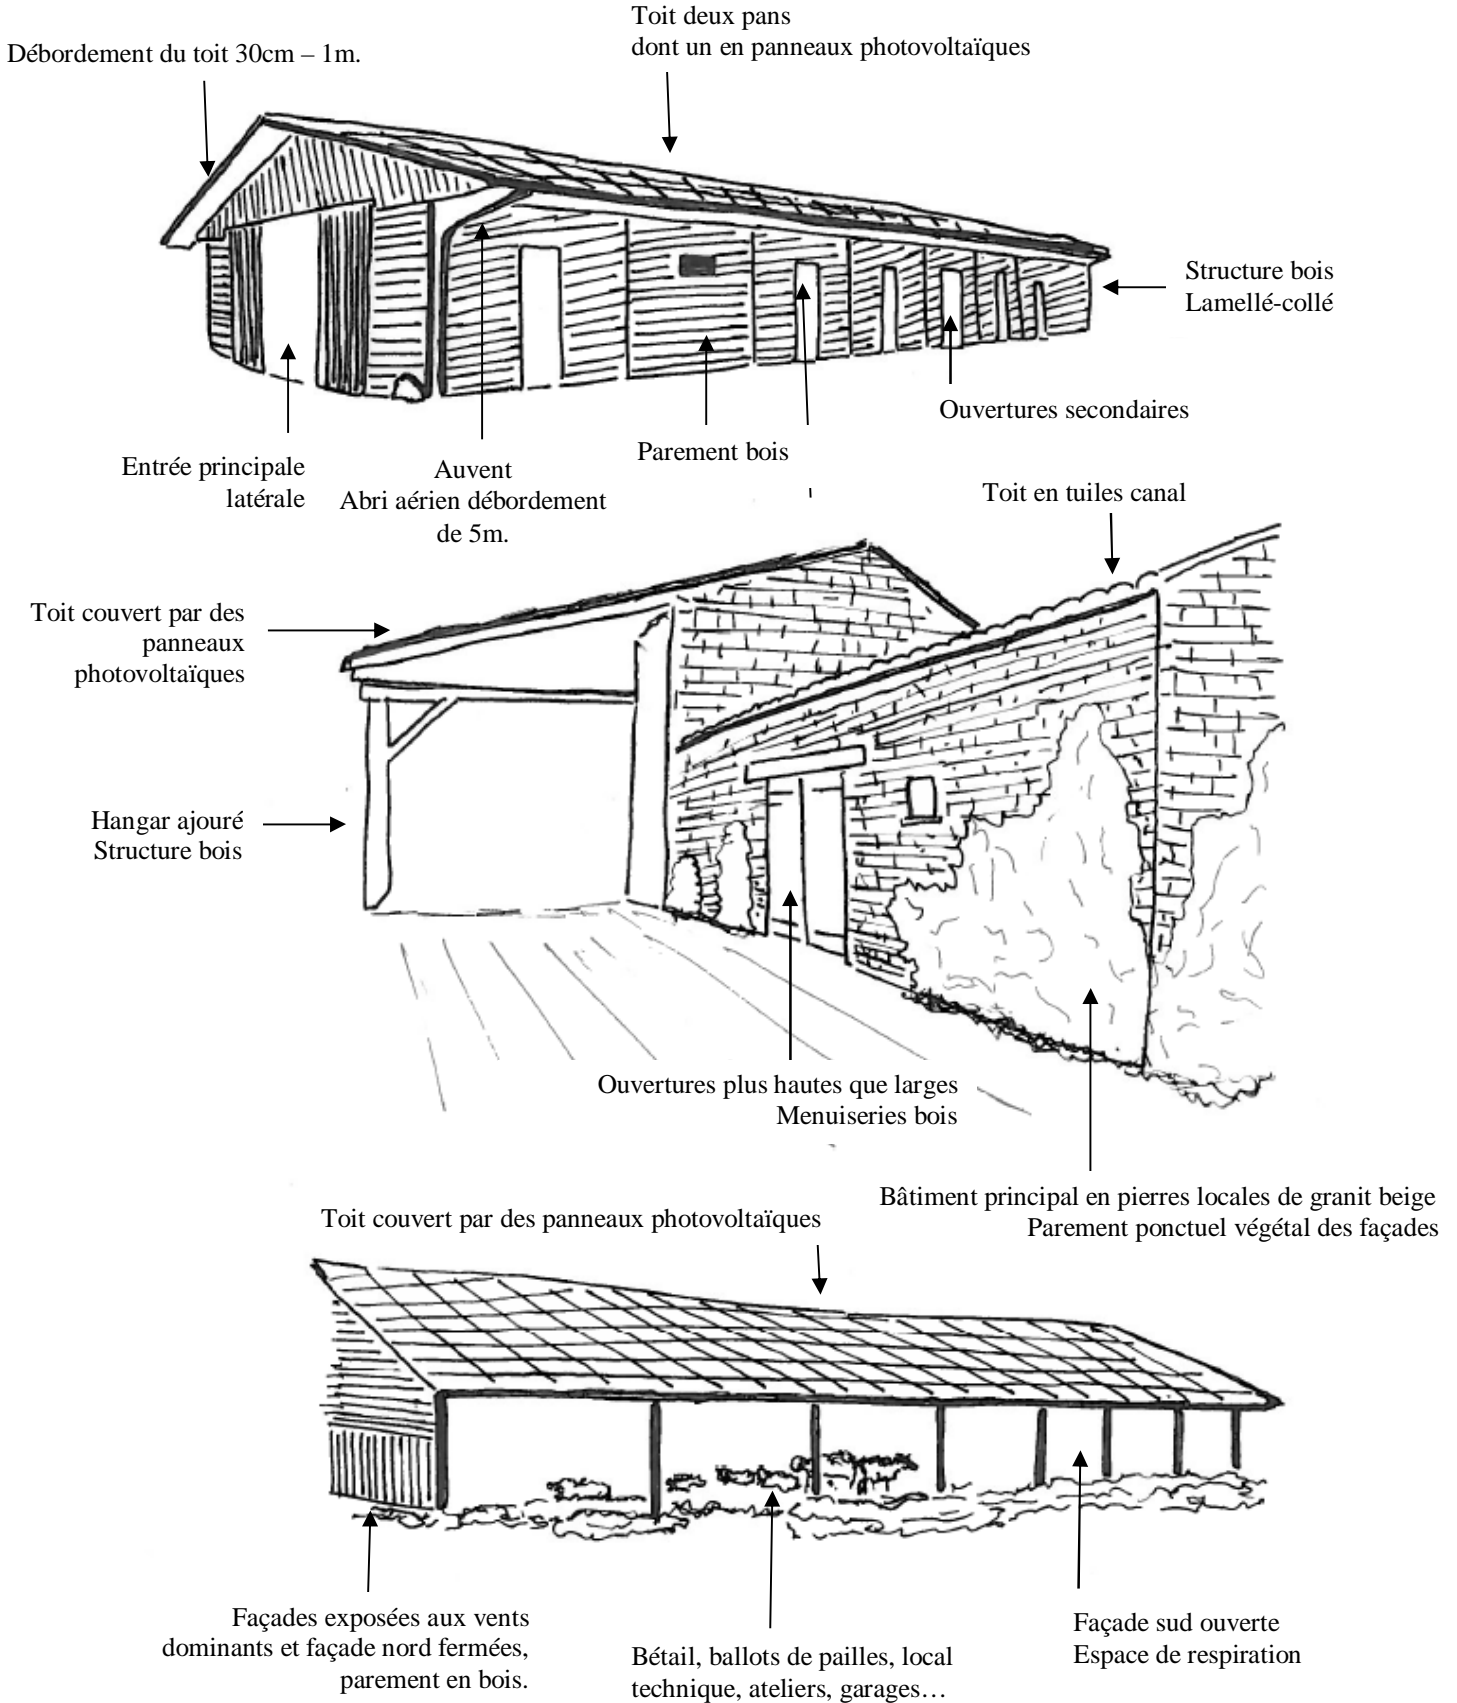 Toit deux pans
dont un en panneaux photovoltaïques
Débordement du toit 30cm – 1m.
Structure bois
Lamellé-collé
Ouvertures secondaires
Parement bois
Entrée principale
latérale
Auvent
Abri aérien débordement
de 5m.
Toit en tuiles canal
Toit couvert par des
panneaux
photovoltaïques
Hangar ajouré
Structure bois
Ouvertures plus hautes que larges
Menuiseries bois
Bâtiment principal en pierres locales de granit beige
Parement ponctuel végétal des façades
Toit couvert par des panneaux photovoltaïques
Façades exposées aux vents
dominants et façade nord fermées,
parement en bois.
Bétail, ballots de pailles, local
technique, ateliers, garages…
Façade sud ouverte
Espace de respiration